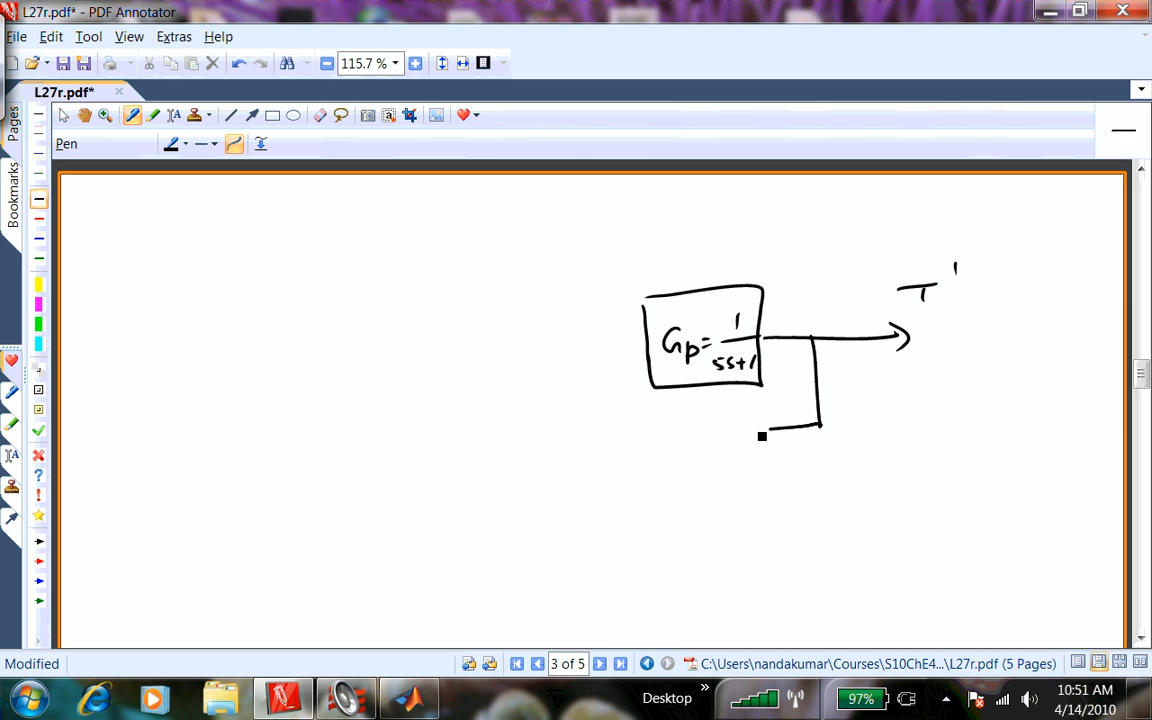 L27r.pdf* - PDF Annotator
File Edit Tool View Extras Help
115.7 %
L27r.pdf*
Pen
Pages
Bookmarks
T'
Gp = 1
5s+1
Modified
3 of 5
C:\Users\nandakumar\Courses\S10ChE4...\L27r.pdf (5 Pages)
Desktop
97%
10:51 AM
4/14/2010